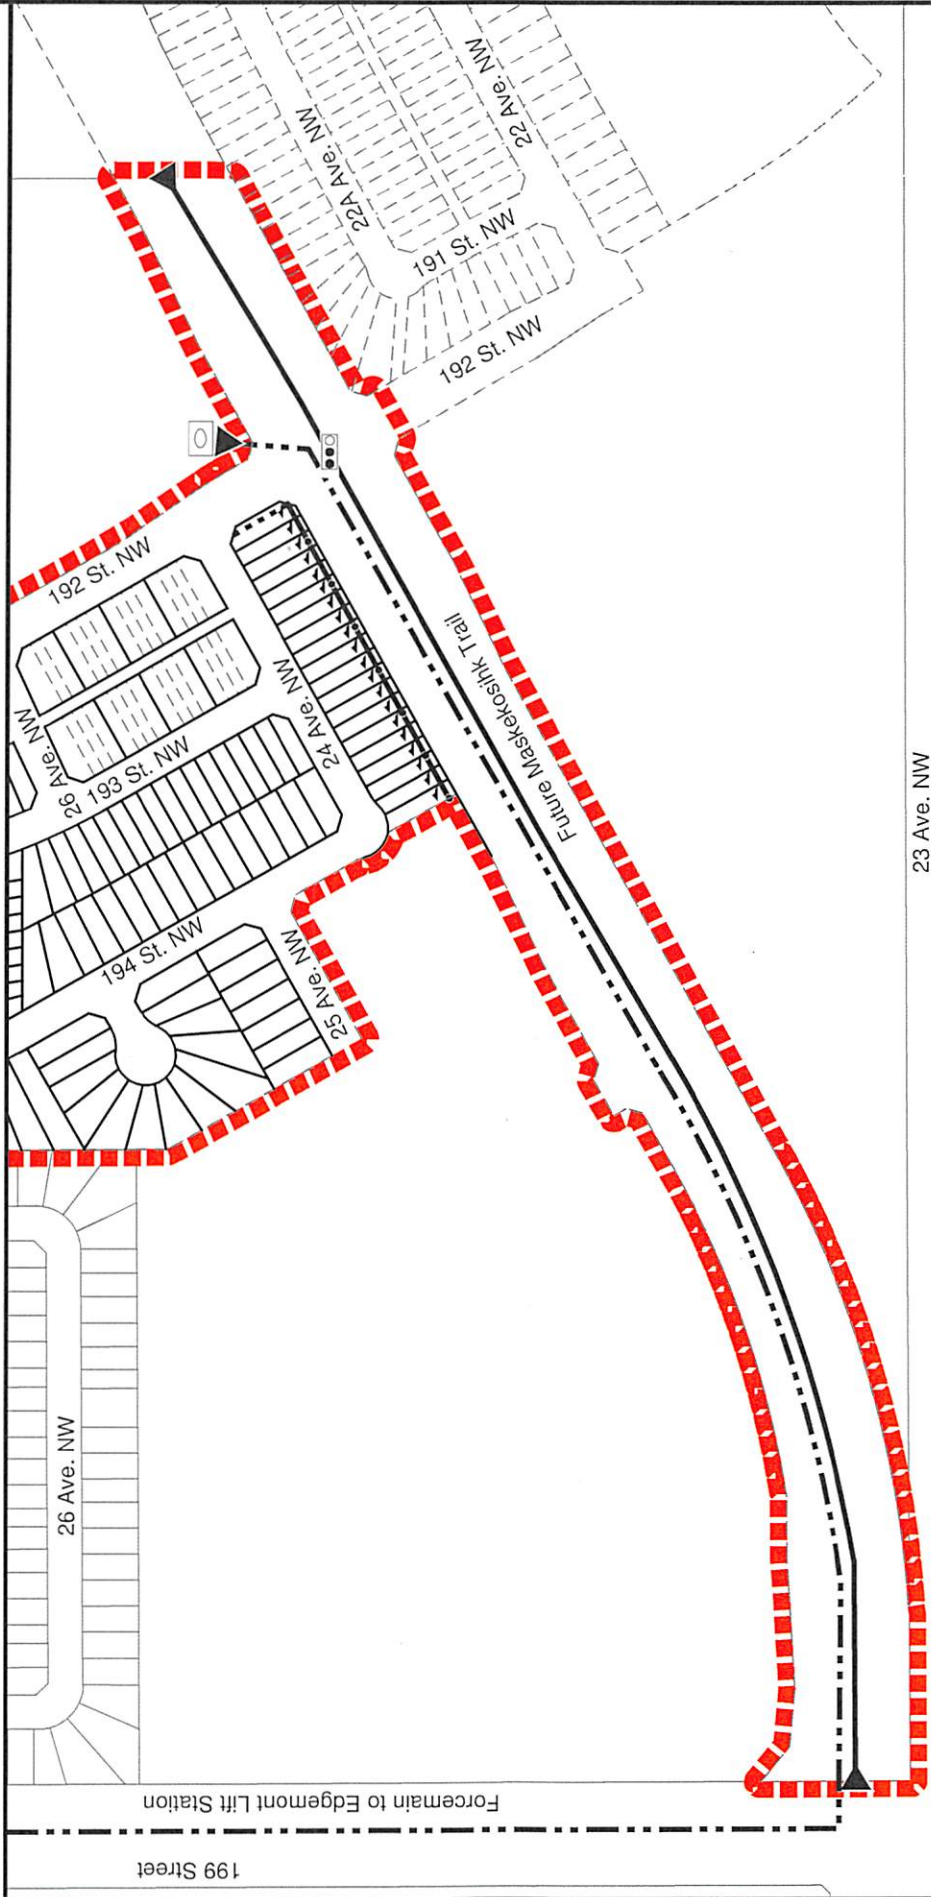 22 Ave. NW
22A Ave. NW
191 St. NW
192 St. NW
192 St. NW
24 Ave. NW
26 Ave. NW
193 St. NW
Future Maskekosihk Trail
23 Ave. NW
194 St. NW
25 Ave. NW
26 Ave. NW
Forcemain to Edgemont Lift Station
199 Street